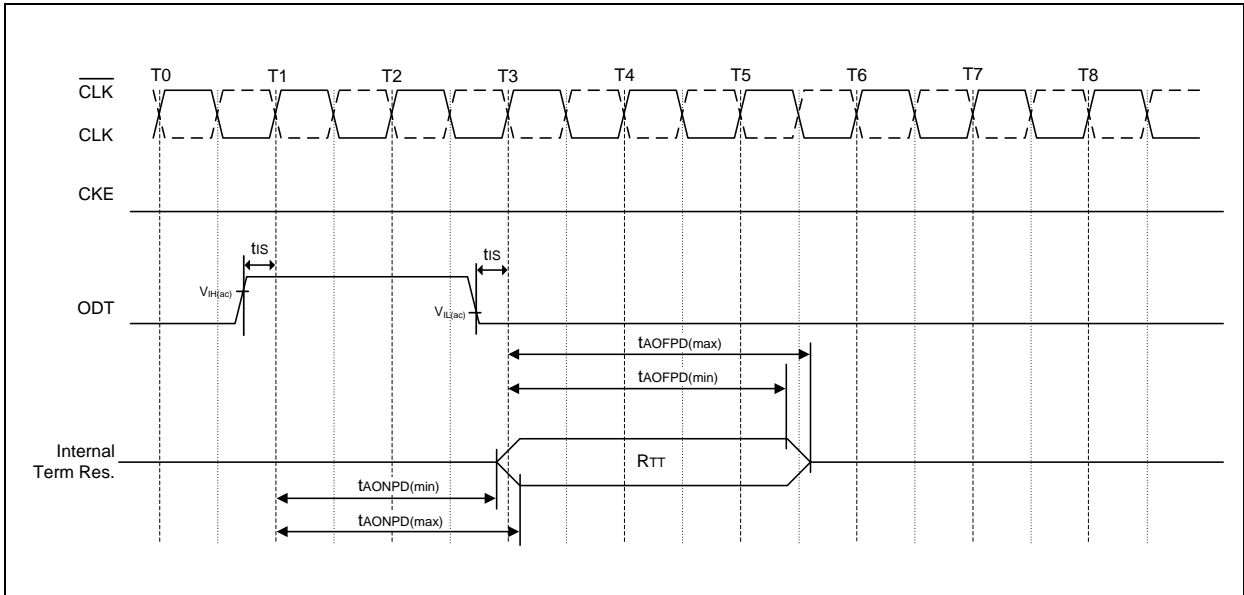 T0 T1 T2 T3 T4 T5 T6 T7 T8
CLK
CLK
CKE
tIS
tIS
VIH(ac)
ODT
VIL(ac)
tAOFPD(max)
tAOFPD(min)
Internal
Term Res.
RTT
tAONPD(min)
tAONPD(max)